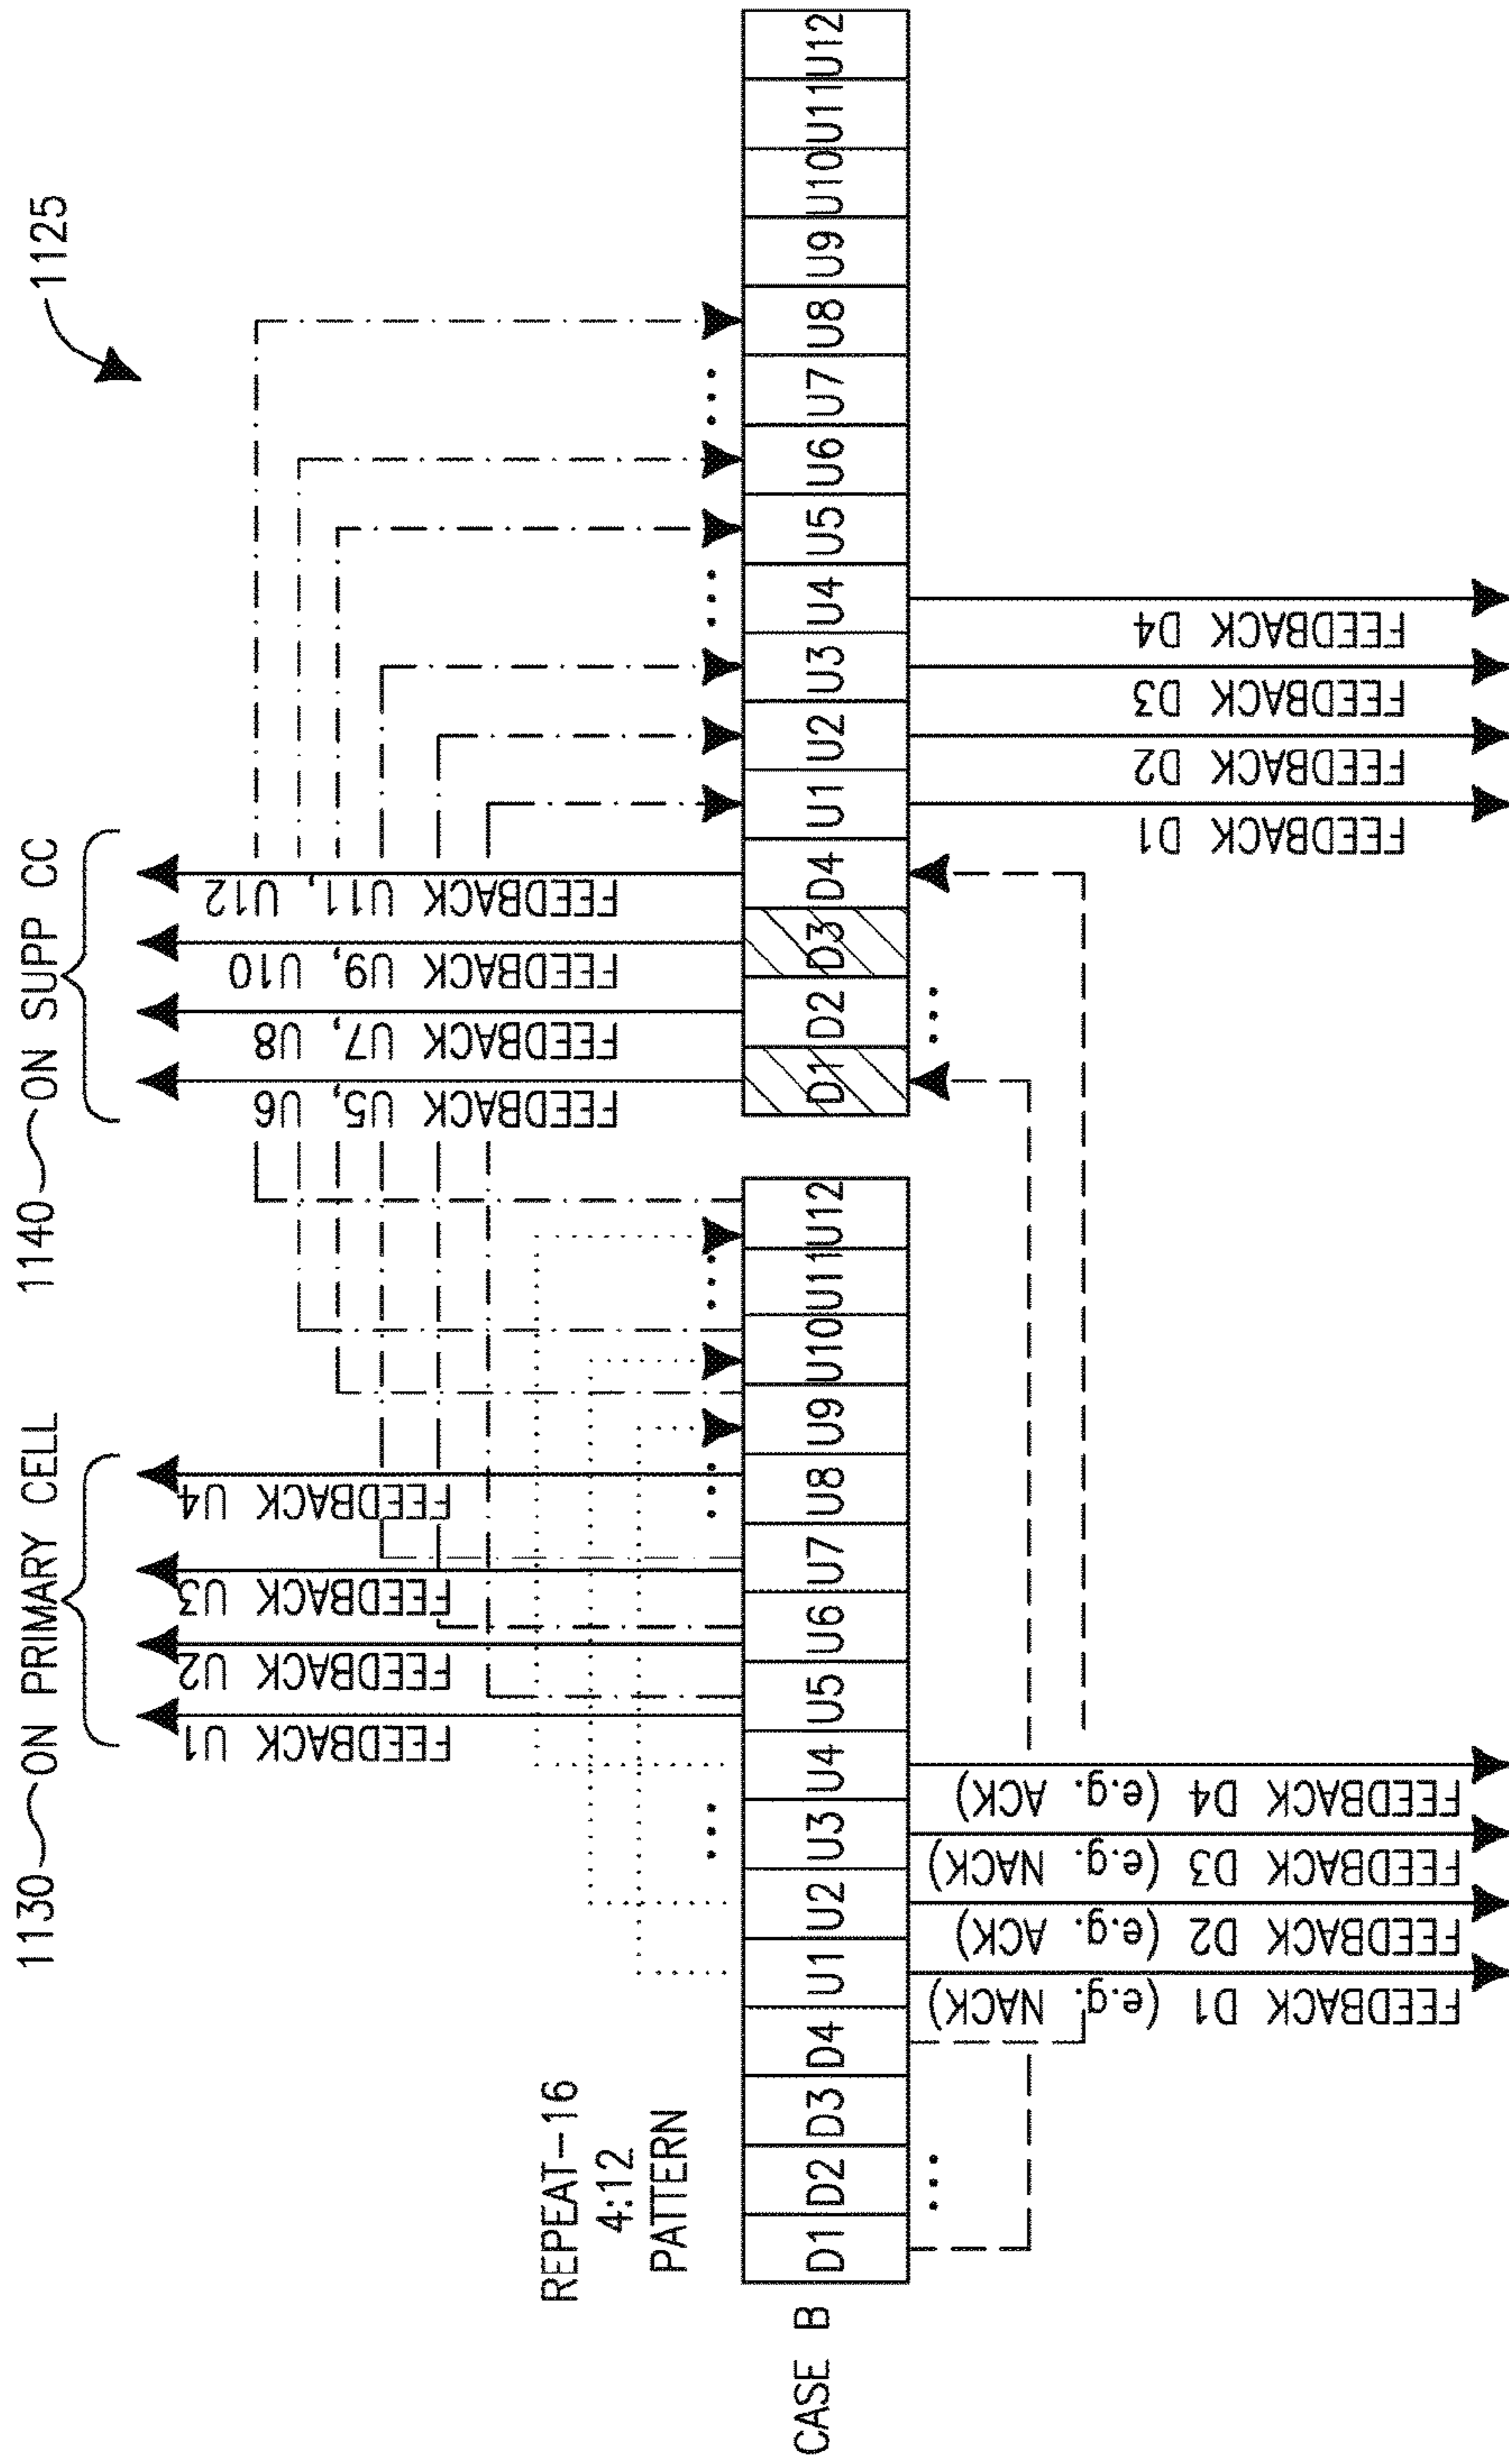 1125
1130 ON PRIMARY CELL
1140 ON SUPP CC
FEEDBACK U1
FEEDBACK U2
FEEDBACK U3
FEEDBACK U4
FEEDBACK U5, U6
FEEDBACK U7, U8
FEEDBACK U9, U10
FEEDBACK U11, U12
REPEAT-16
4:12
PATTERN
CASE B
D1 D2 D3 D4 U1 U2 U3 U4 U5 U6 U7 U8 U9 U10 U11 U12
D1 D2 D3 D4 U1 U2 U3 U4 U5 U6 U7 U8 U9 U10 U11 U12
FEEDBACK D1 (e.g. NACK)
FEEDBACK D2 (e.g. ACK)
FEEDBACK D3 (e.g. NACK)
FEEDBACK D4 (e.g. ACK)
FEEDBACK D1
FEEDBACK D2
FEEDBACK D3
FEEDBACK D4